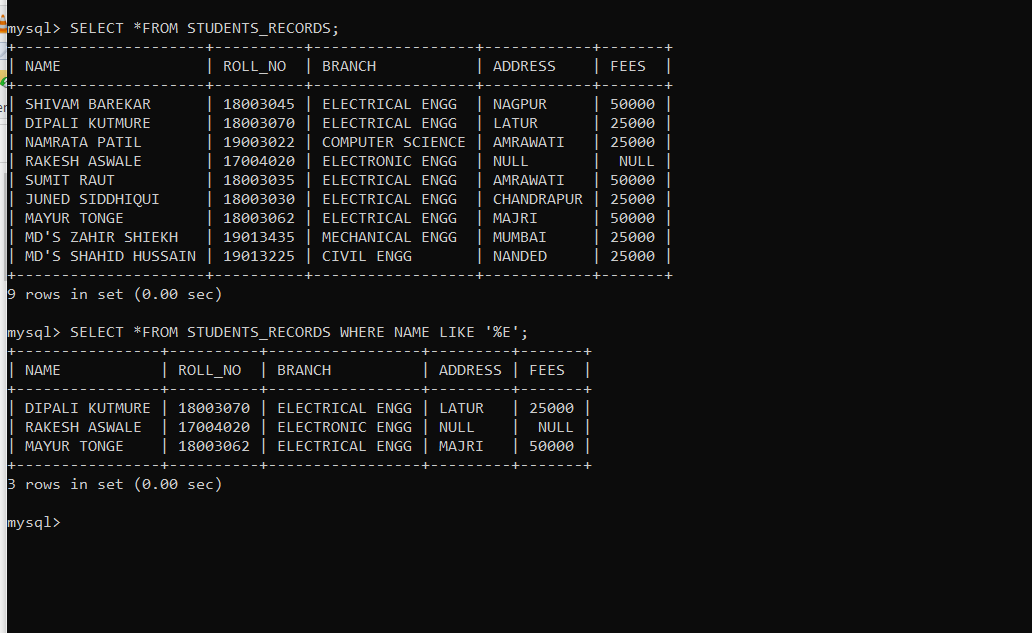 mysql> SELECT *FROM STUDENTS_RECORDS;
+---------------------+----------+------------------+------------+-------+
| NAME                | ROLL_NO  | BRANCH           | ADDRESS    | FEES  |
+---------------------+----------+------------------+------------+-------+
| SHIVAM BAREKAR      | 18003045 | ELECTRICAL ENGG  | NAGPUR     | 50000 |
| DIPALI KUTMURE      | 18003070 | ELECTRICAL ENGG  | LATUR      | 25000 |
| NAMRATA PATIL       | 19003022 | COMPUTER SCIENCE | AMRAWATI   | 25000 |
| RAKESH ASWALE       | 17004020 | ELECTRONIC ENGG  | NULL       |  NULL |
| SUMIT RAUT          | 18003035 | ELECTRICAL ENGG  | AMRAWATI   | 50000 |
| JUNED SIDDHIQUI     | 18003030 | ELECTRICAL ENGG  | CHANDRAPUR | 25000 |
| MAYUR TONGE         | 18003062 | ELECTRICAL ENGG  | MAJRI      | 50000 |
| MD'S ZAHIR SHIEKH   | 19013435 | MECHANICAL ENGG  | MUMBAI     | 25000 |
| MD'S SHAHID HUSSAIN | 19013225 | CIVIL ENGG       | NANDED     | 25000 |
+---------------------+----------+------------------+------------+-------+
9 rows in set (0.00 sec)
mysql> SELECT *FROM STUDENTS_RECORDS WHERE NAME LIKE '%E';
+----------------+----------+-----------------+---------+-------+
| NAME           | ROLL_NO  | BRANCH          | ADDRESS | FEES  |
+----------------+----------+-----------------+---------+-------+
| DIPALI KUTMURE | 18003070 | ELECTRICAL ENGG | LATUR   | 25000 |
| RAKESH ASWALE  | 17004020 | ELECTRONIC ENGG | NULL    |  NULL |
| MAYUR TONGE    | 18003062 | ELECTRICAL ENGG | MAJRI   | 50000 |
+----------------+----------+-----------------+---------+-------+
3 rows in set (0.00 sec)
mysql>